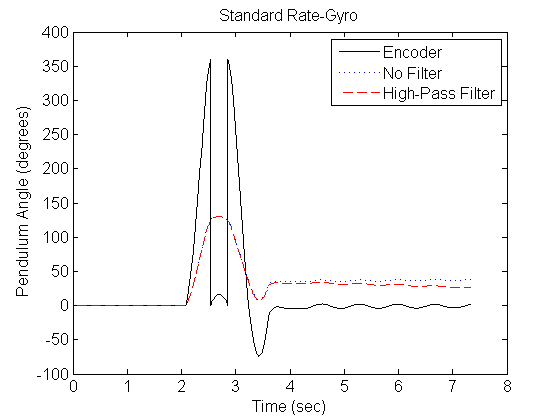 Standard Rate-Gyro
400
350
300
250
200
150
100
50
0
-50
-100
Pendulum Angle (degrees)
Encoder
No Filter
High-Pass Filter
0 1 2 3 4 5 6 7 8
Time (sec)